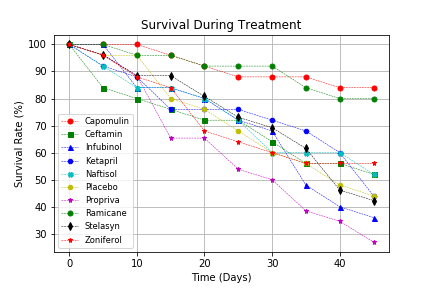 Survival During Treatment
Survival Rate (%)
100
90
80
70
60
50
40
30
Capomulin
Ceftamin
Infubinol
Ketapril
Naftisol
Placebo
Propriva
Ramicane
Stelasyn
Zoniferol
0
10
20
30
40
Time (Days)